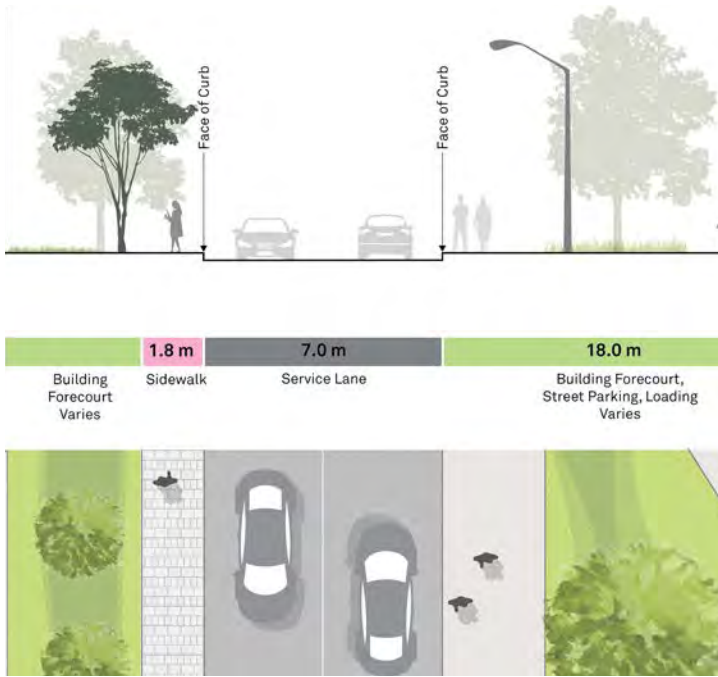 Face of Curb
Face of Curb
1.8 m
7.0 m
18.0 m
Building
Forecourt
Varies
Sidewalk
Service Lane
Building Forecourt,
Street Parking, Loading
Varies